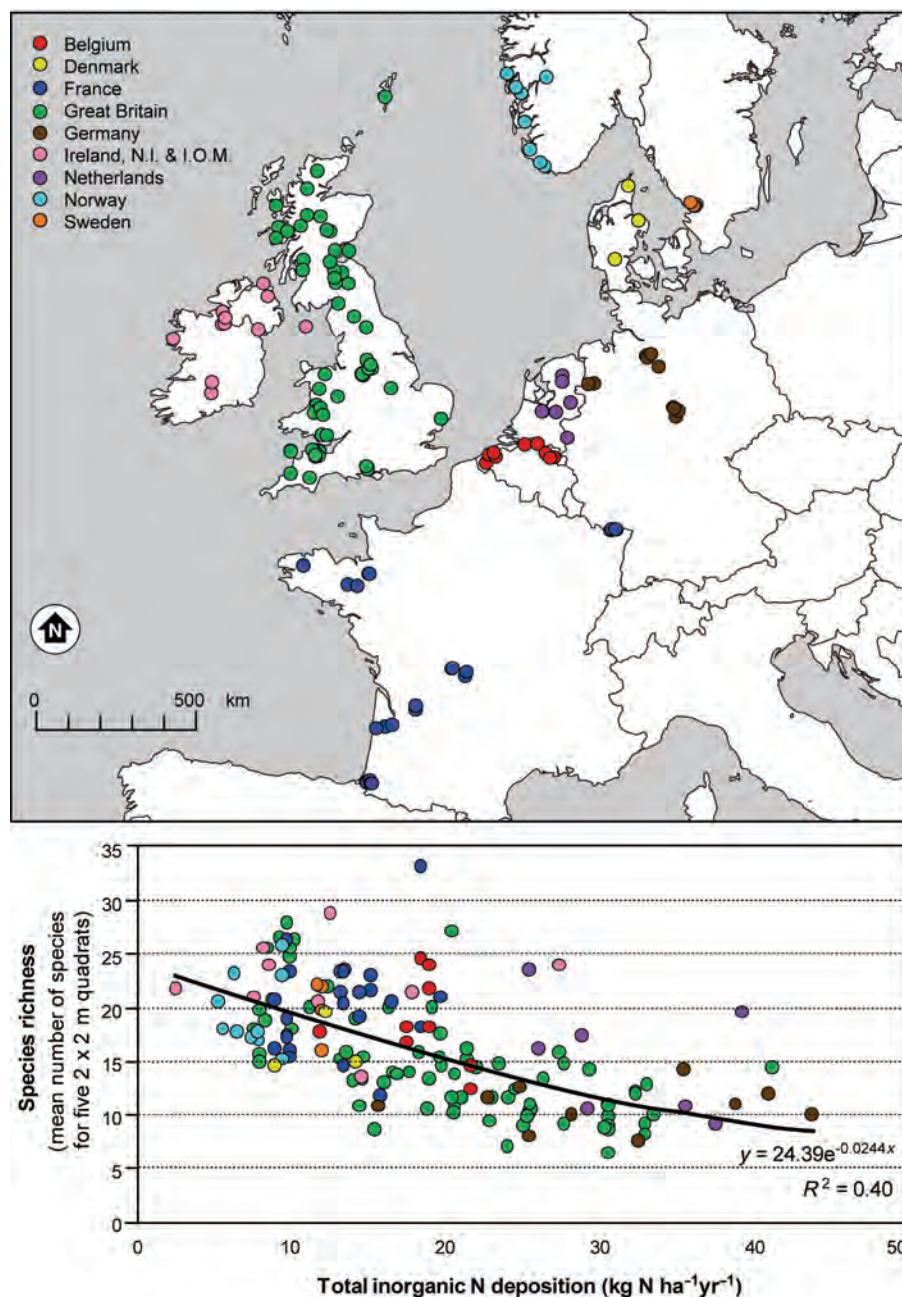 Belgium
Denmark
France
Great Britain
Germany
Ireland, N.I. & I.O.M.
Netherlands
Norway
Sweden
N
0 500 km
35
30
25
20
15
10
5
0
Species richness
(mean number of species
for five 2 x 2 m quadrats)
y = 24.39e^-0.0244x
R² = 0.40
0 10 20 30 40 50
Total inorganic N deposition (kg N ha⁻¹yr⁻¹)